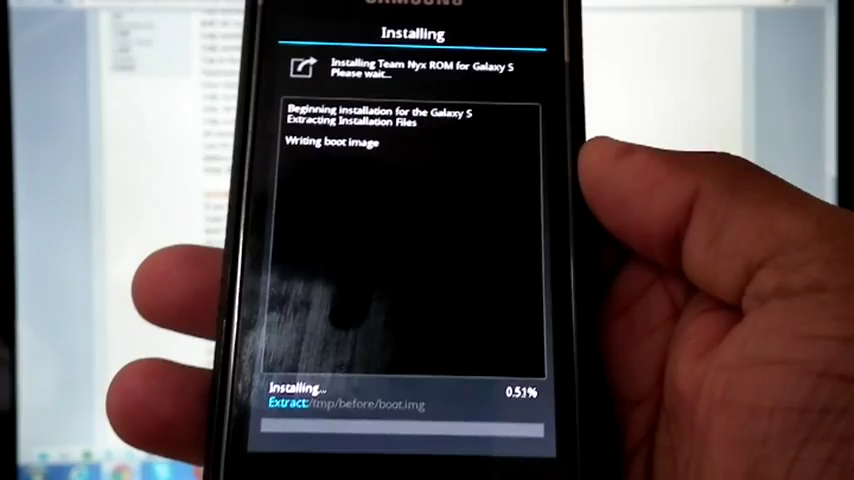 SAMSUNG
Installing
Installing Team Nyx ROM for Galaxy S
Please wait...
Beginning installation for the Galaxy S
Extracting Installation Files
Writing boot image
Installing... 0.51%
Extract:/tmp/before/boot.img